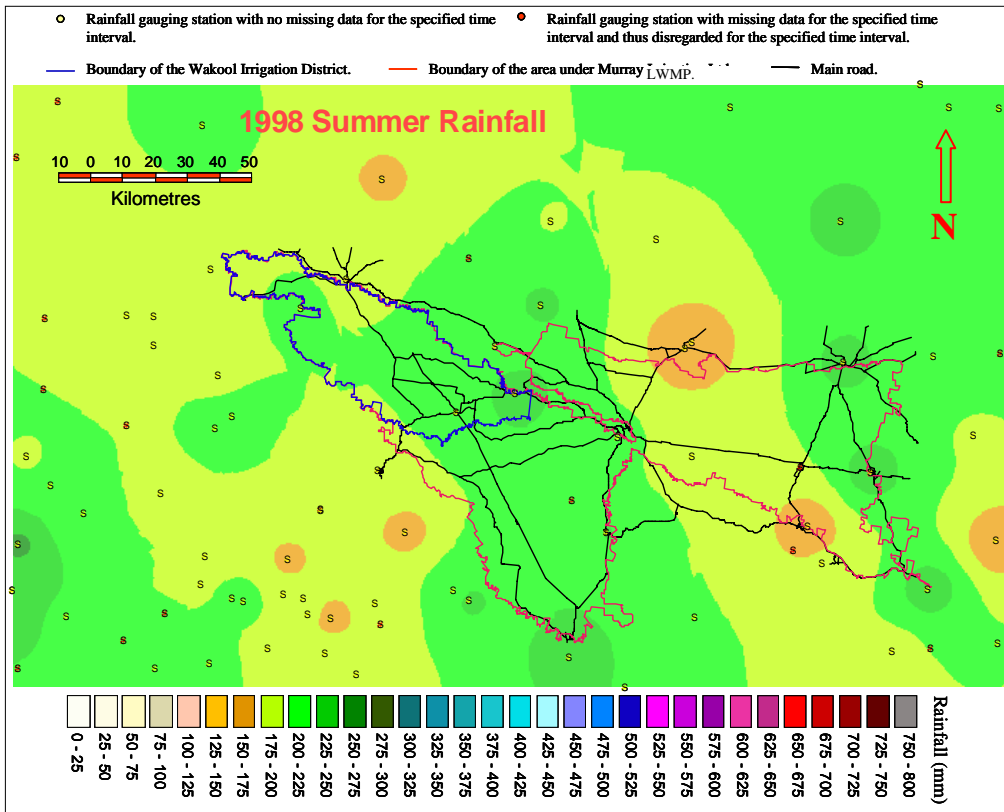 Rainfall gauging station with no missing data for the specified time
interval.
Rainfall gauging station with missing data for the specified time
interval and thus disregarded for the specified time interval.
Boundary of the Wakool Irrigation District.
Boundary of the area under Murray
LWMP.
Main road.
1998 Summer Rainfall
10 0 10 20 30 40 50
Kilometres
N
0 - 25
25 - 50
50 - 75
75 - 100
100 - 125
125 - 150
150 - 175
175 - 200
200 - 225
225 - 250
250 - 275
275 - 300
300 - 325
325 - 350
350 - 375
375 - 400
400 - 425
425 - 450
450 - 475
475 - 500
500 - 525
525 - 550
550 - 575
575 - 600
600 - 625
625 - 650
650 - 675
675 - 700
700 - 725
725 - 750
750 - 800
Rainfall (mm)